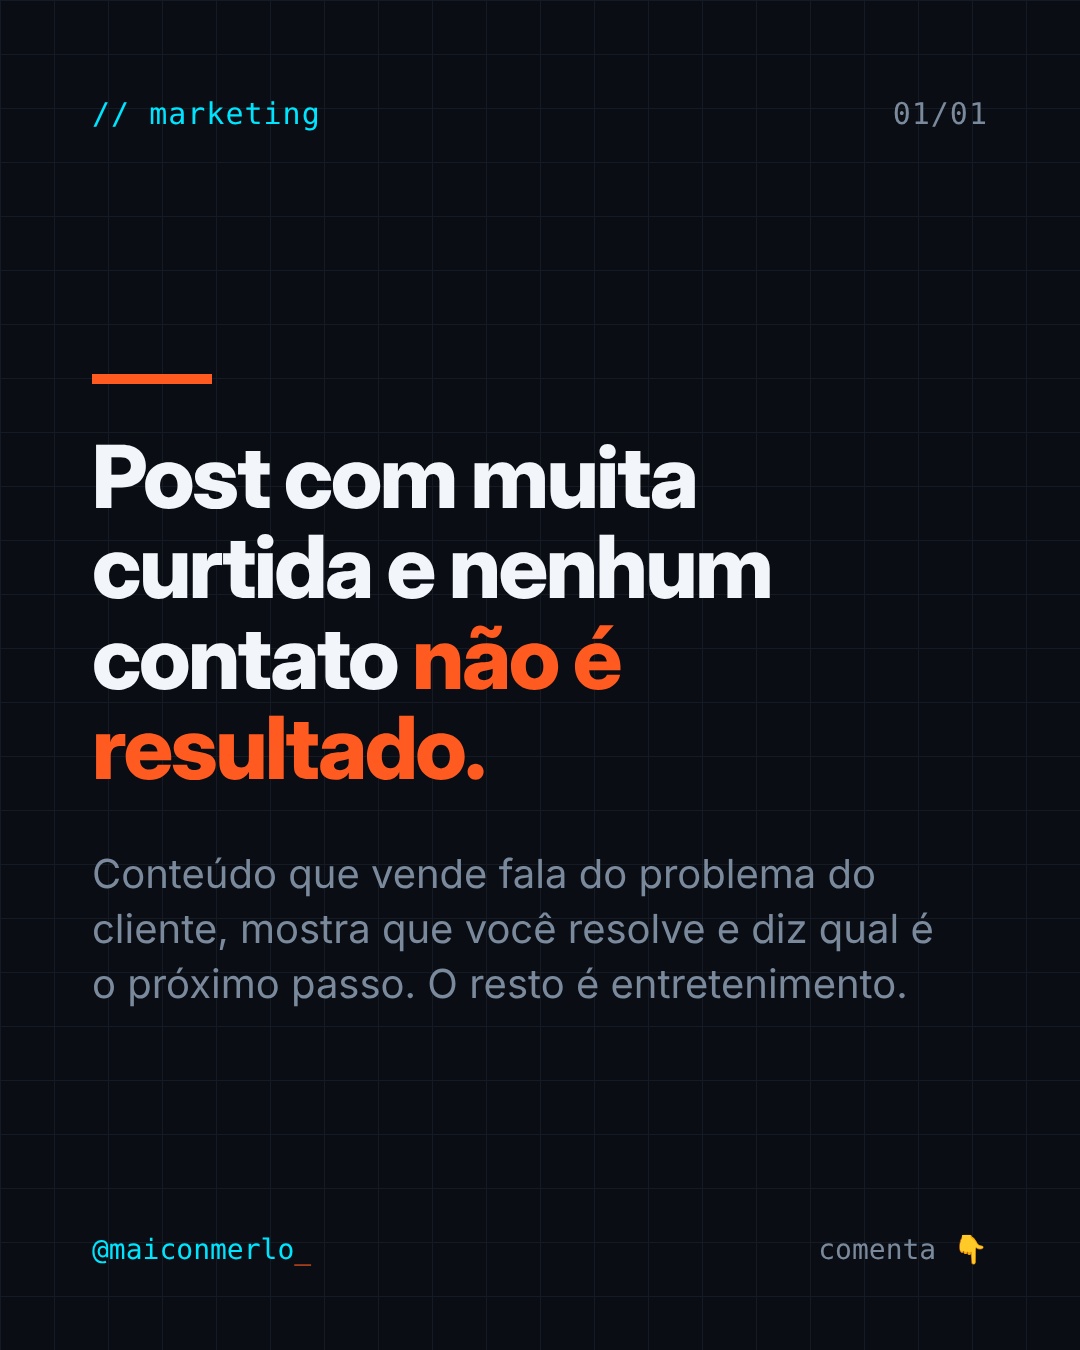 // marketing
01/01
Post com muita
curtida e nenhum
contato não é
resultado.
Conteúdo que vende fala do problema do
cliente, mostra que você resolve e diz qual é
o próximo passo. O resto é entretenimento.
@maiconmerlo_
comenta 👇